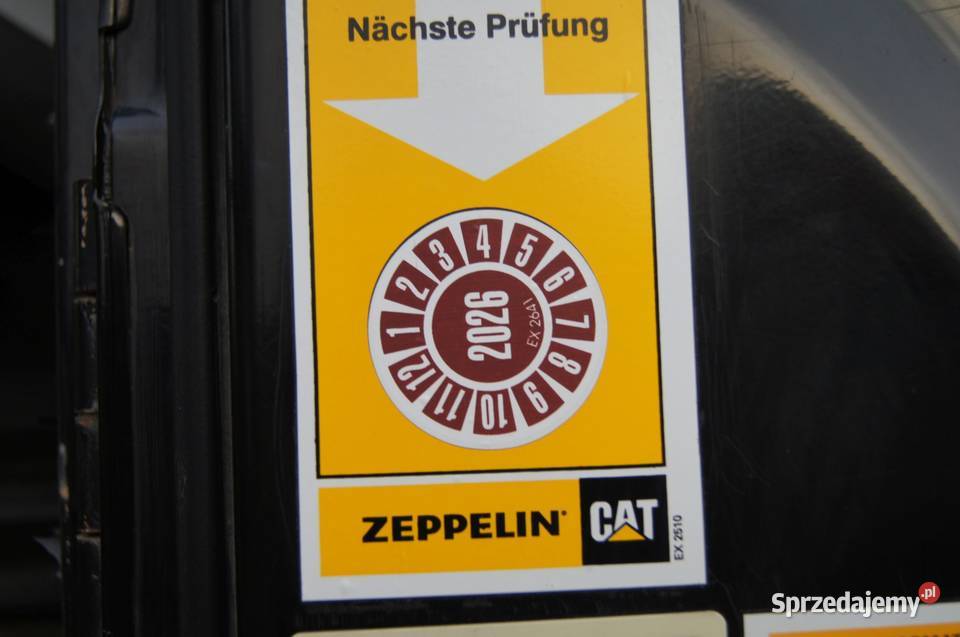 Nächste Prüfung
1 2 3 4 5 6 7 8 9 10 11 12
2026
EX 2641
ZEPPELIN
CAT
EX 2510
Sprzedajemy.pl